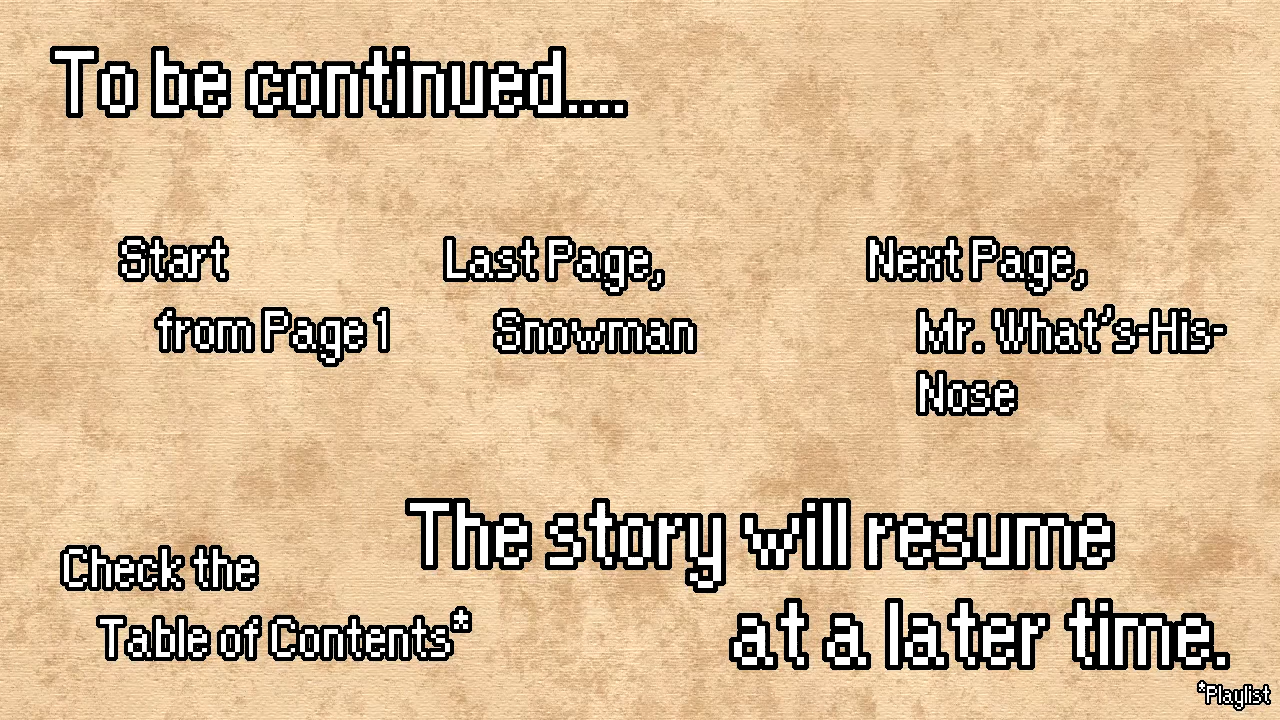 To be continued....
Start
from Page 1
Last Page,
Snowman
Next Page,
Mr. What's-His-
Nose
Check the
Table of Contents*
The story will resume
at a later time.
*Playlist